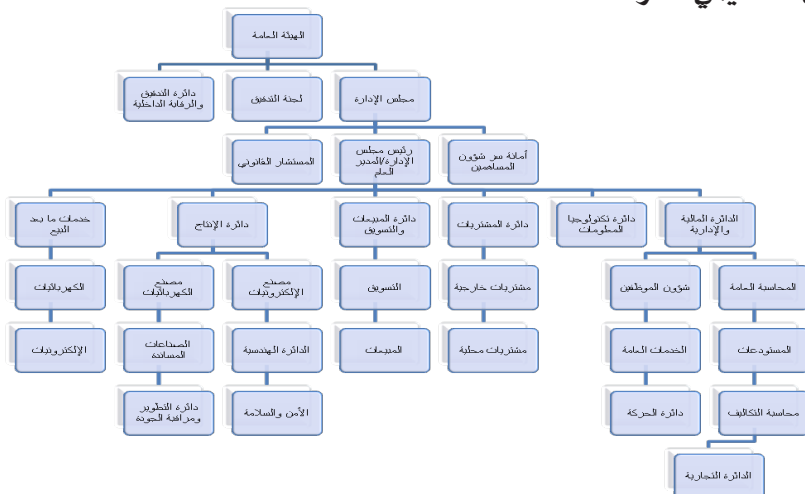 الهيئة العامة
مجلس الإدارة
لجنة التدقيق
دائرة التدقيق
والرقابة الداخلية
أمانة سر شؤون
المساهمين
رئيس مجلس
الإدارة/المدير
العام
المستشار القانوني
الدائرة المالية
والإدارية
دائرة تكنولوجيا
المعلومات
دائرة المشتريات
دائرة المبيعات
والتسويق
دائرة الإنتاج
خدمات ما بعد
البيع
المحاسبة العامة
شؤون الموظفين
مشتريات خارجية
التسويق
مصنع
الإلكترونيات
مصنع
الكهربائيات
الكهربائيات
المستودعات
الخدمات العامة
مشتريات محلية
المبيعات
الدائرة الهندسية
الصناعات
المساندة
الإلكترونيات
محاسبة التكاليف
دائرة الحركة
الأمن والسلامة
دائرة التطوير
ومراقبة الجودة
الدائرة التجارية